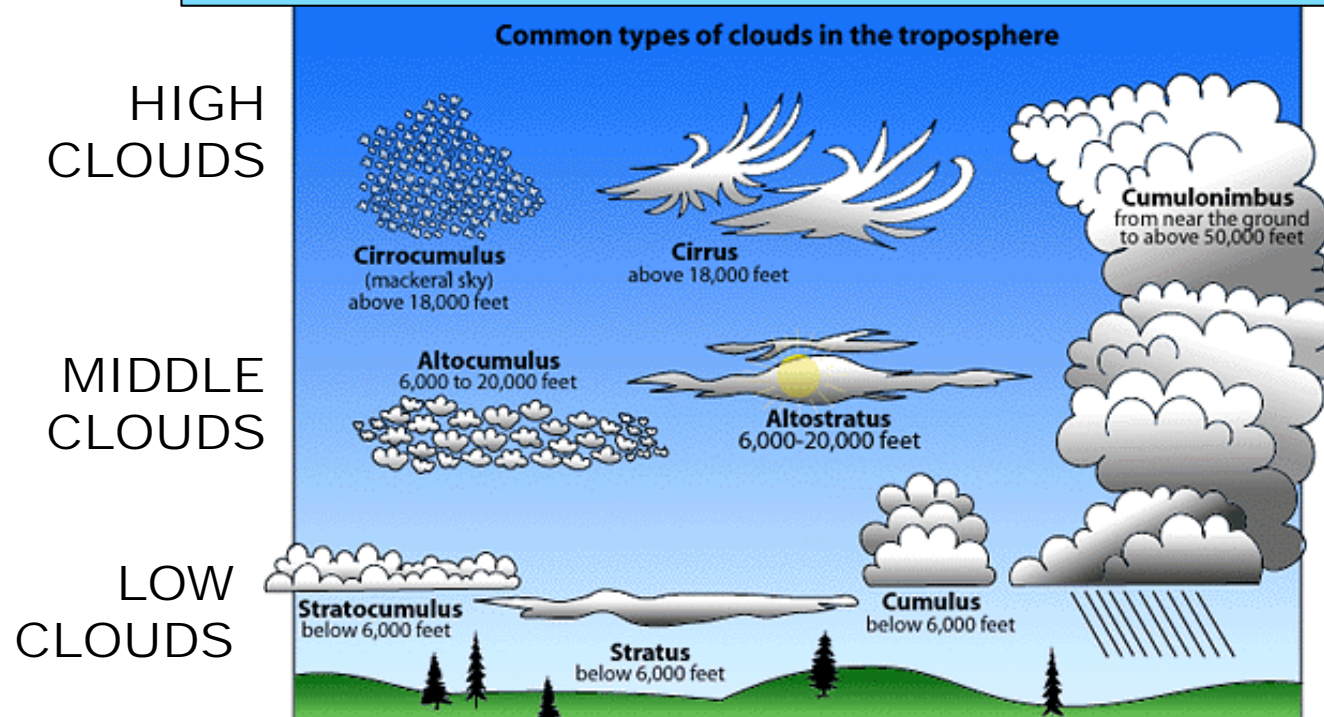 Common types of clouds in the troposphere
HIGH
CLOUDS
Cirrocumulus
(mackeral sky)
above 18,000 feet
Cirrus
above 18,000 feet
Cumulonimbus
from near the ground
to above 50,000 feet
MIDDLE
CLOUDS
Altocumulus
6,000 to 20,000 feet
Altostratus
6,000-20,000 feet
LOW
CLOUDS
Stratocumulus
below 6,000 feet
Stratus
below 6,000 feet
Cumulus
below 6,000 feet